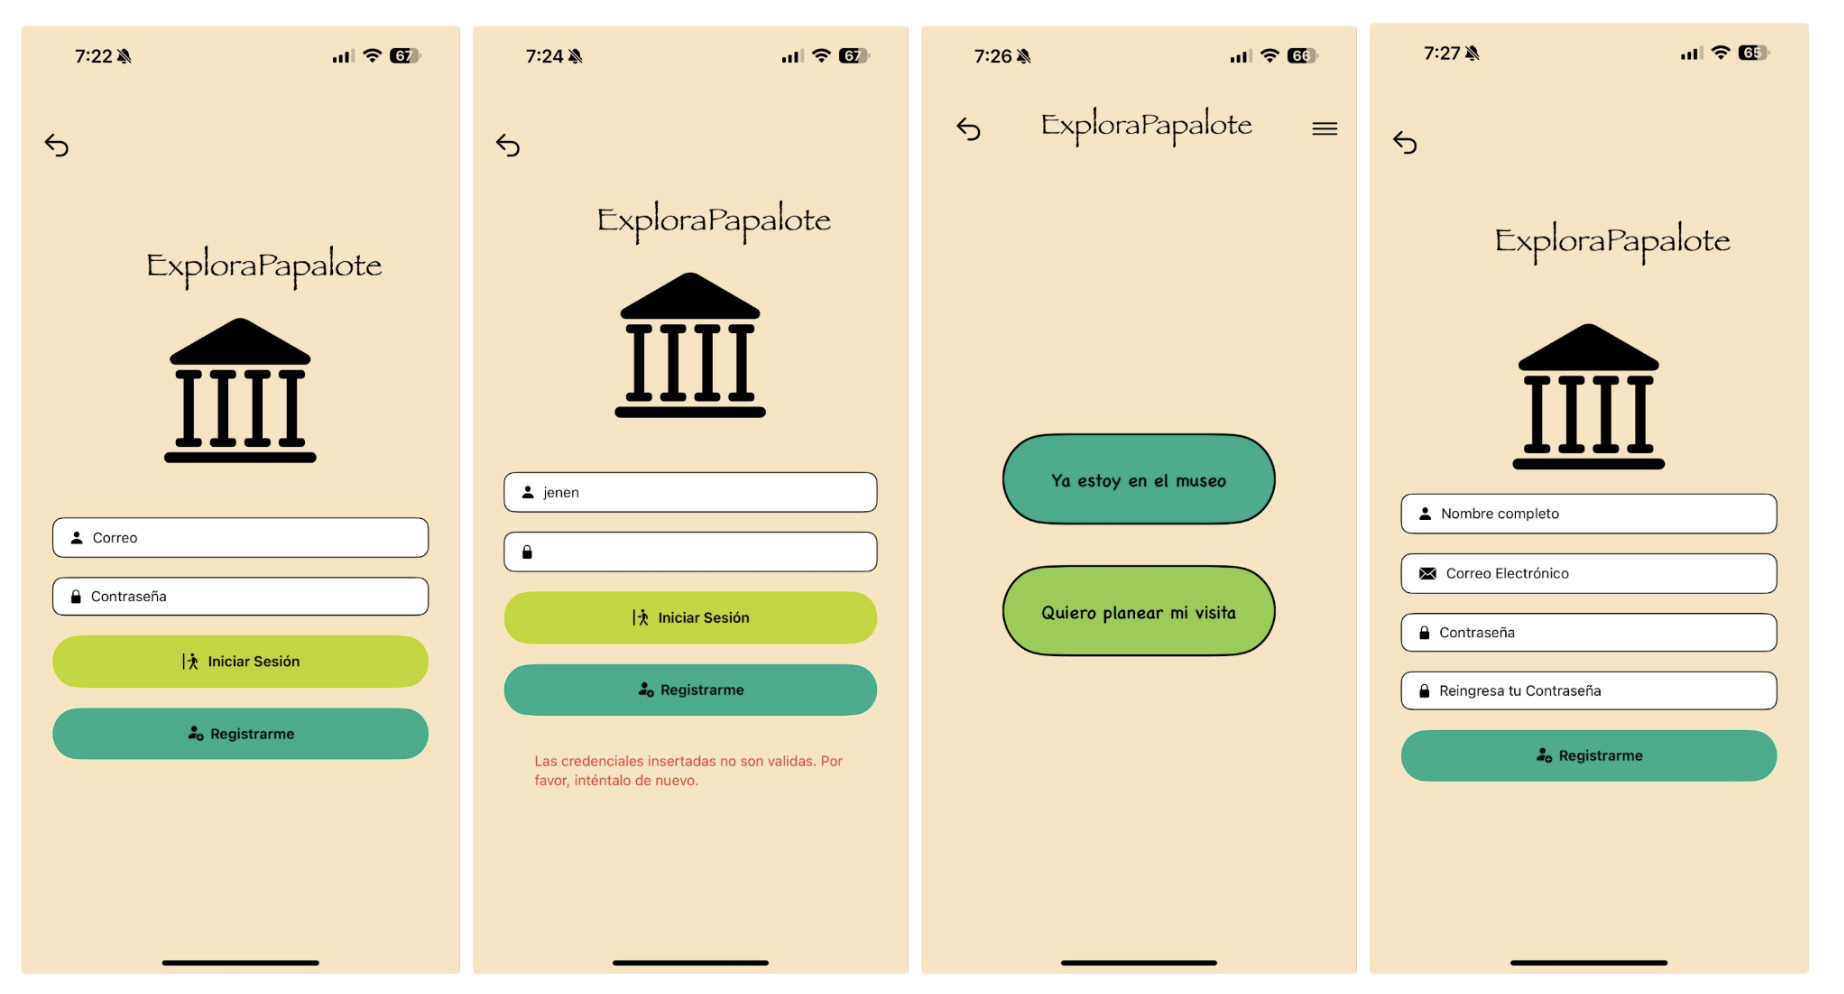 7:22
67
ExploraPapalote
Correo
Contraseña
Iniciar Sesión
Registrarme
7:24
67
ExploraPapalote
jenen
Iniciar Sesión
Registrarme
Las credenciales insertadas no son validas. Por
favor, inténtalo de nuevo.
7:26
66
ExploraPapalote
Ya estoy en el museo
Quiero planear mi visita
7:27
65
ExploraPapalote
Nombre completo
Correo Electrónico
Contraseña
Reingresa tu Contraseña
Registrarme